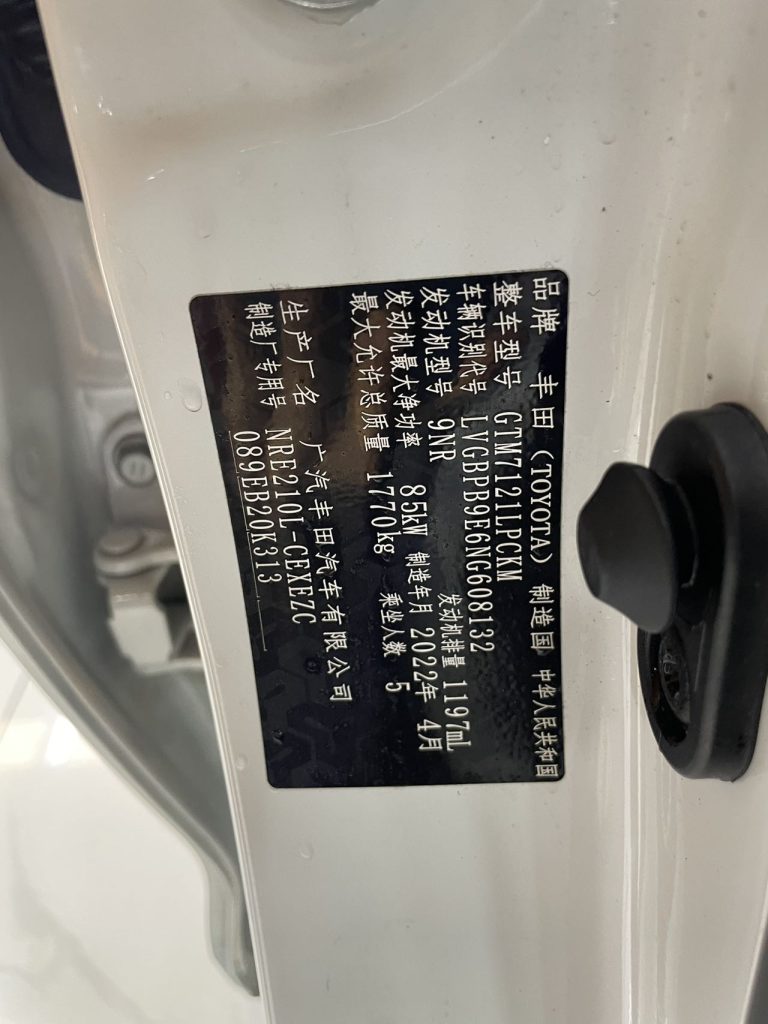 品牌 丰田（TOYOTA） 制造国 中华人民共和国
整车型号 GTM7121LPCKM
车辆识别代号 LVGBPB9E6NG608132
发动机型号 9NR 发动机排量 1197mL
发动机最大净功率 85kW 制造年月 2022年 4月
最大允许总质量 1770kg 乘坐人数 5
生产厂名 广汽丰田汽车有限公司
制造厂专用号 NRE210L-CEXEZC
089EB20K313